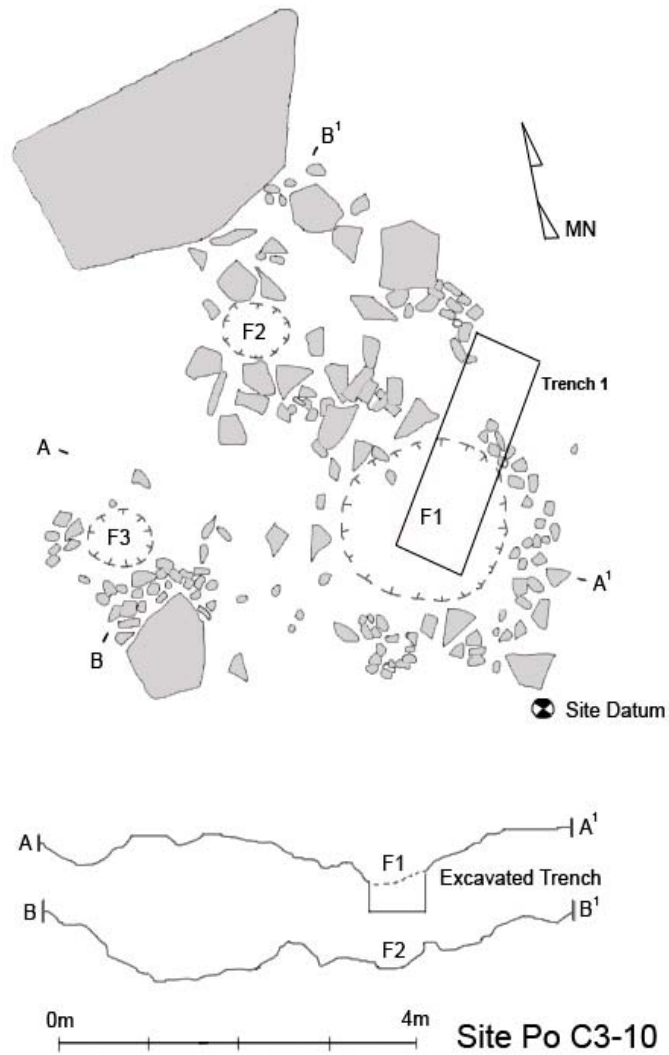 B¹
MN
F2
Trench 1
A
F1
F3
A¹
B
Site Datum
A
F1
A¹
Excavated Trench
B
F2
B¹
0m
4m
Site Po C3-10